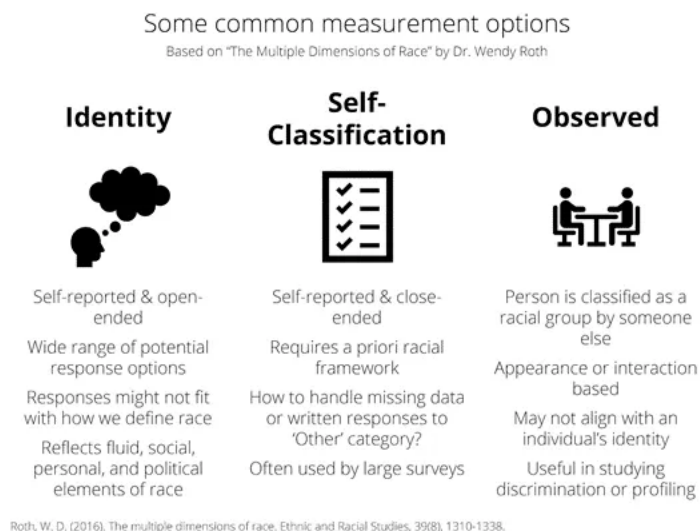 Some common measurement options
Based on "The Multiple Dimensions of Race" by Dr. Wendy Roth
Identity
Self-reported & open-
ended
Wide range of potential
response options
Responses might not fit
with how we define race
Reflects fluid, social,
personal, and political
elements of race
Self-
Classification
Self-reported & close-
ended
Requires a priori racial
framework
How to handle missing data
or written responses to
'Other' category?
Often used by large surveys
Observed
Person is classified as a
racial group by someone
else
Appearance or interaction
based
May not align with an
individual's identity
Useful in studying
discrimination or profiling
Roth, W. D. (2016). The multiple dimensions of race. Ethnic and Racial Studies, 39(8), 1310-1338.